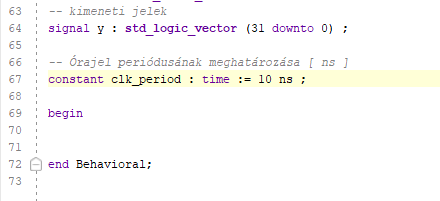 63 -- kimeneti jelek
64 signal y : std_logic_vector (31 downto 0) ;
65
66 -- Órajel periódusának meghatározása [ ns ]
67 constant clk_period : time := 10 ns ;
68
69 begin
70
71
72 end Behavioral;
73